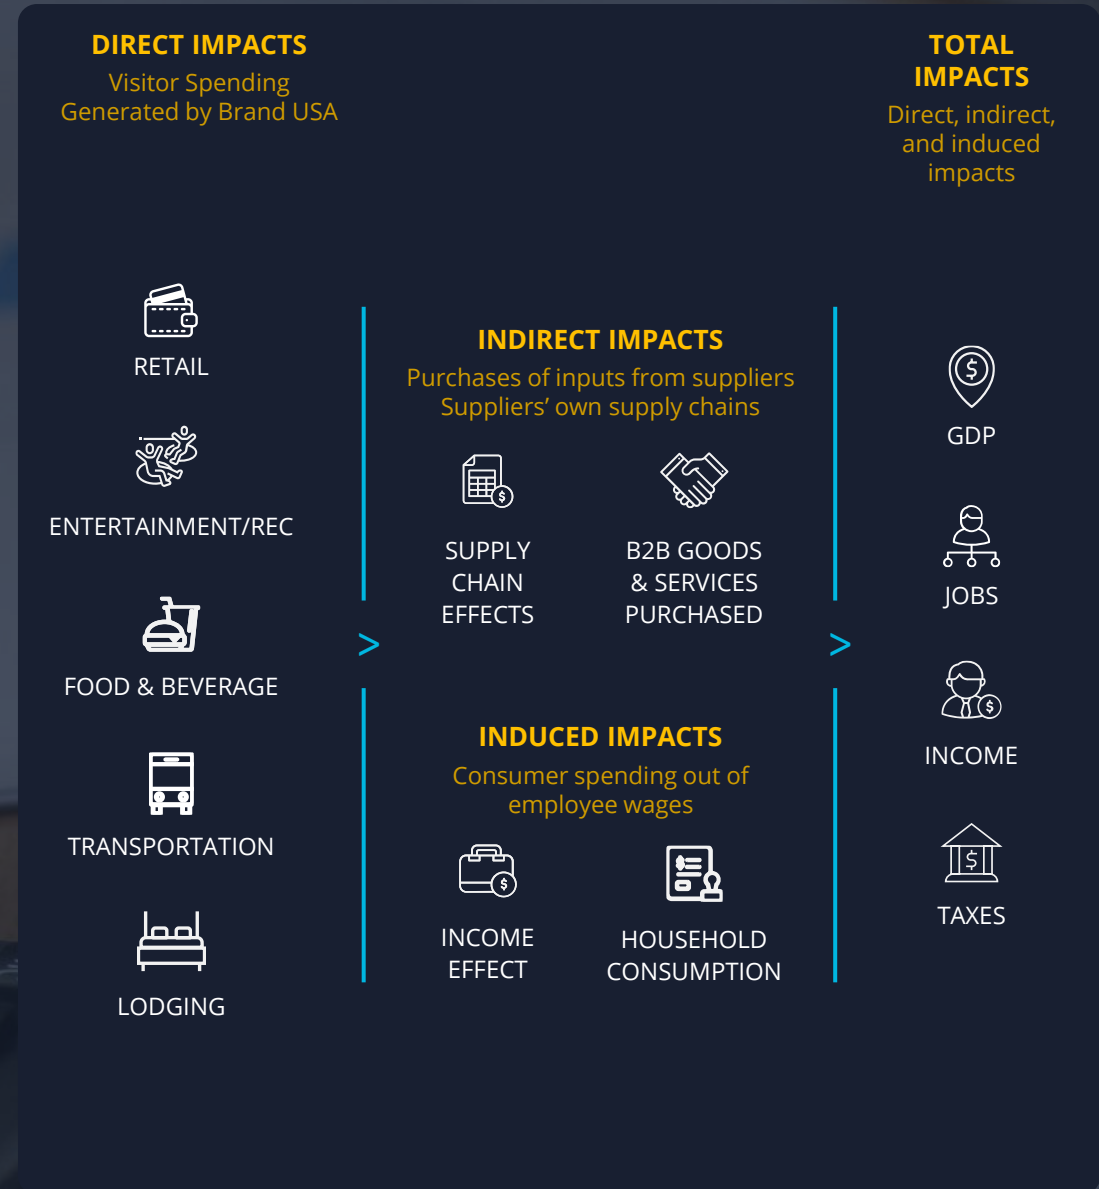 DIRECT IMPACTS
Visitor Spending
Generated by Brand USA
RETAIL
ENTERTAINMENT/REC
FOOD & BEVERAGE
TRANSPORTATION
LODGING
>
INDIRECT IMPACTS
Purchases of inputs from suppliers
Suppliers’ own supply chains
$
SUPPLY
CHAIN
EFFECTS
B2B GOODS
& SERVICES
PURCHASED
INDUCED IMPACTS
Consumer spending out of
employee wages
$
INCOME
EFFECT
$
HOUSEHOLD
CONSUMPTION
>
TOTAL
IMPACTS
Direct, indirect,
and induced
impacts
$
GDP
JOBS
$
INCOME
$
TAXES